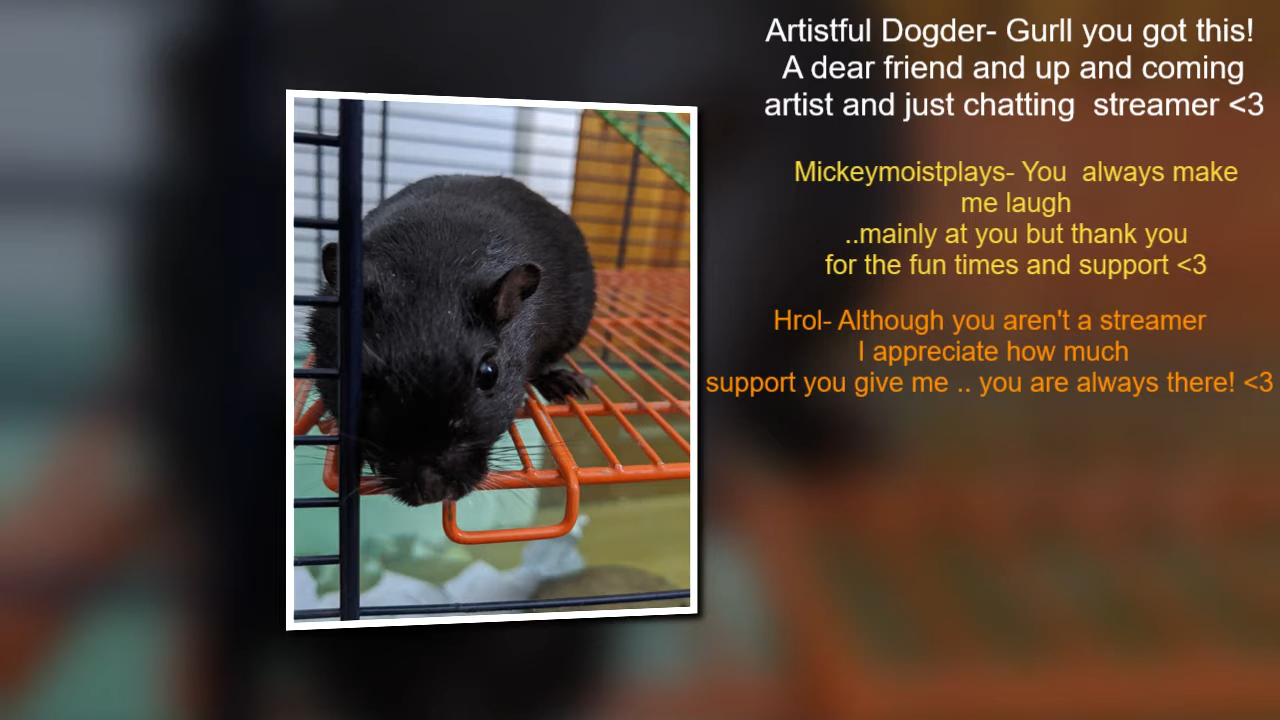 Artistful Dogder- Gurll you got this!
A dear friend and up and coming
artist and just chatting  streamer <3
Mickeymoistplays- You  always make
me laugh
..mainly at you but thank you
for the fun times and support <3
Hrol- Although you aren't a streamer
I appreciate how much
support you give me .. you are always there! <3